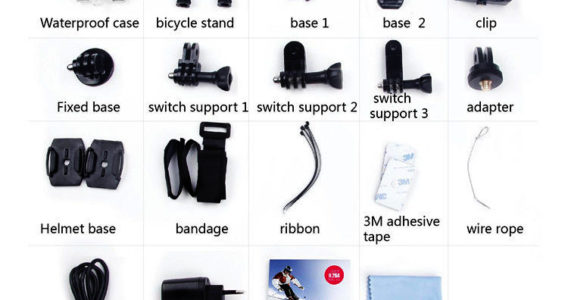 Waterproof case
bicycle stand
base 1
base 2
clip
Fixed base
switch support 1
switch support 2
switch
support 3
adapter
Helmet base
bandage
ribbon
3M adhesive
tape
wire rope
3M